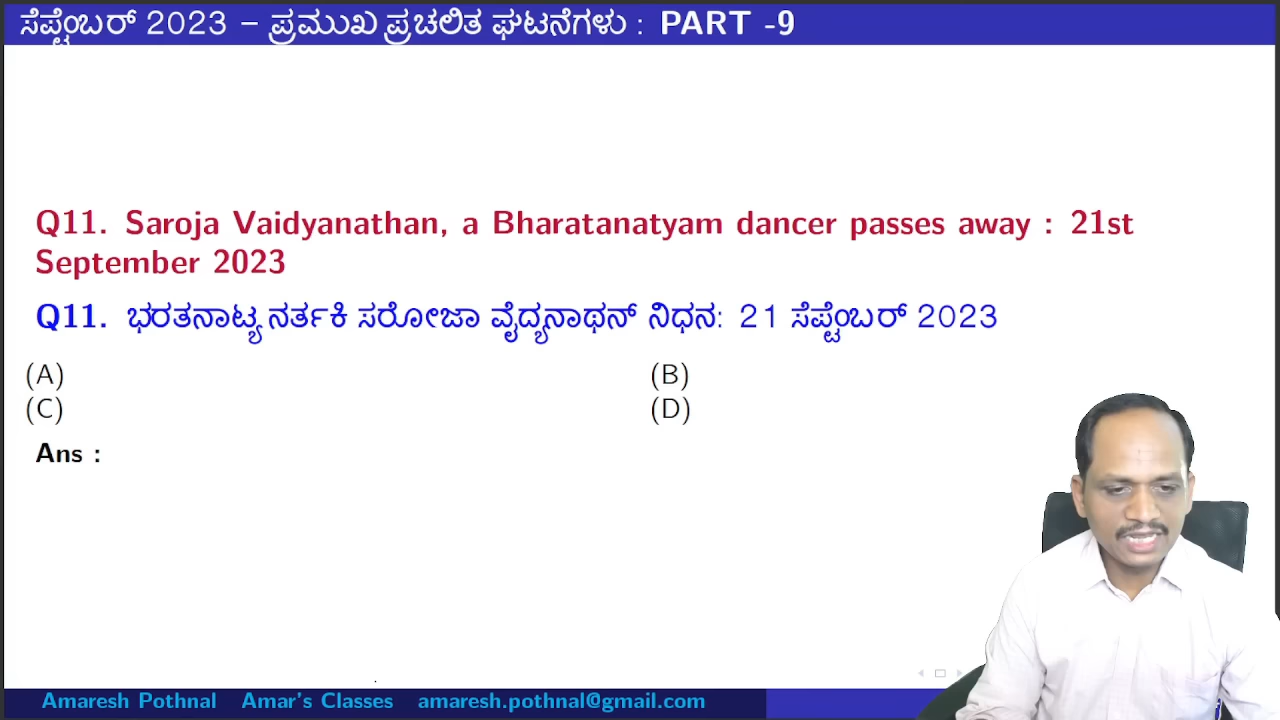 ಸೆಪ್ಟೆಂಬರ್ 2023 – ಪ್ರಮುಖ ಪ್ರಚಲಿತ ಘಟನೆಗಳು : PART -9
Q11. Saroja Vaidyanathan, a Bharatanatyam dancer passes away : 21st
September 2023
Q11. ಭರತನಾಟ್ಯ ನರ್ತಕಿ ಸರೋಜಾ ವೈದ್ಯನಾಥನ್ ನಿಧನ: 21 ಸೆಪ್ಟೆಂಬರ್ 2023
(A) (B)
(C) (D)
Ans :
Amaresh Pothnal Amar's Classes amaresh.pothnal@gmail.com